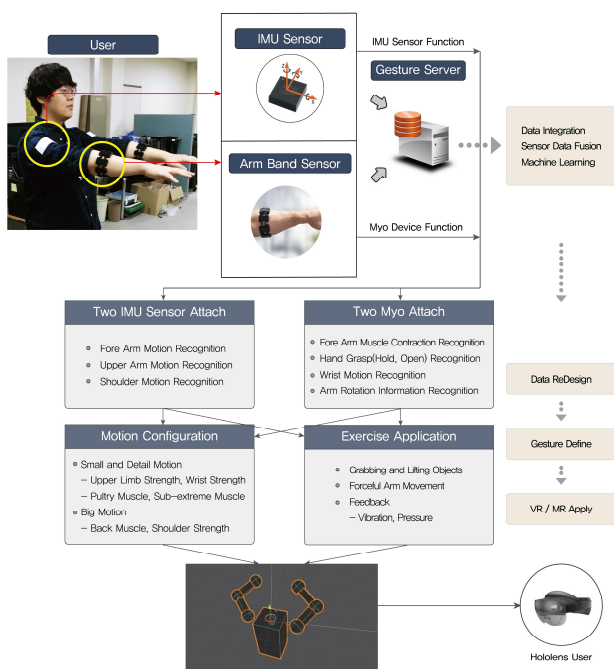 User
IMU Sensor
IMU Sensor Function
Gesture Server
Arm Band Sensor
Myo Device Function
Data Integration
Sensor Data Fusion
Machine Learning
Two IMU Sensor Attach
Fore Arm Motion Recognition
Upper Arm Motion Recognition
Shoulder Motion Recognition
Two Myo Attach
Fore Arm Muscle Contraction Recognition
Hand Grasp(Hold, Open) Recognition
Wrist Motion Recognition
Arm Rotation Information Recognition
Data ReDesign
Motion Configuration
Small and Detail Motion
– Upper Limb Strength, Wrist Strength
– Pultry Muscle, Sub-extreme Muscle
Big Motion
– Back Muscle, Shoulder Strength
Exercise Application
Grabbing and Lifting Objects
Forceful Arm Movement
Feedback
– Vibration, Pressure
Gesture Define
VR / MR Apply
Hololens User